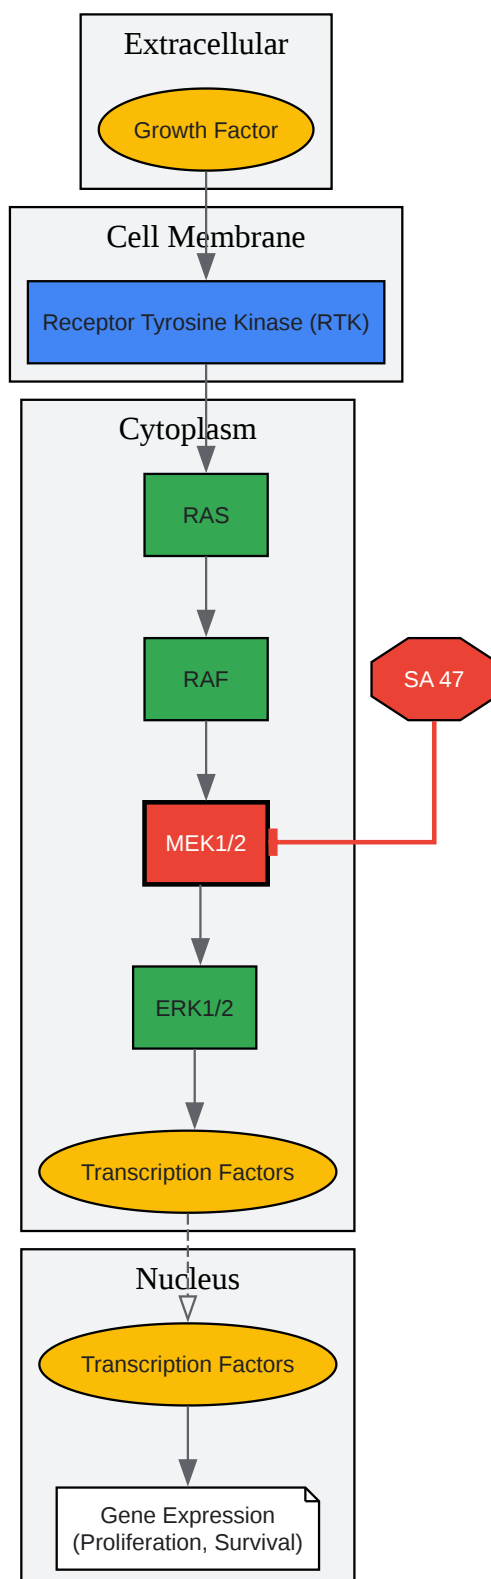 Extracellular
Growth Factor
Cell Membrane
Receptor Tyrosine Kinase (RTK)
Cytoplasm
RAS
RAF
SA 47
MEK1/2
ERK1/2
Transcription Factors
Nucleus
Transcription Factors
Gene Expression
(Proliferation, Survival)